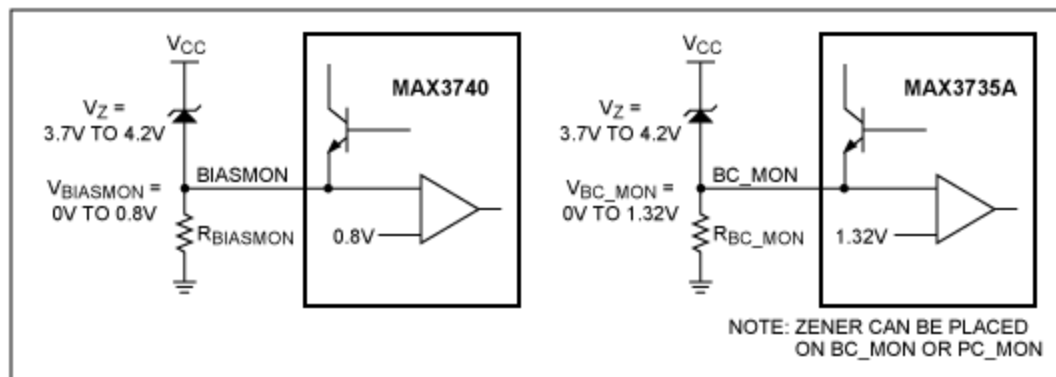 VCC
MAX3740
VZ =
3.7V TO 4.2V
BIASMON
VBIASMON =
0V TO 0.8V
RBIASMON
0.8V
VCC
MAX3735A
VZ =
3.7V TO 4.2V
BC_MON
VBC_MON =
0V TO 1.32V
RBC_MON
1.32V
NOTE: ZENER CAN BE PLACED
ON BC_MON OR PC_MON